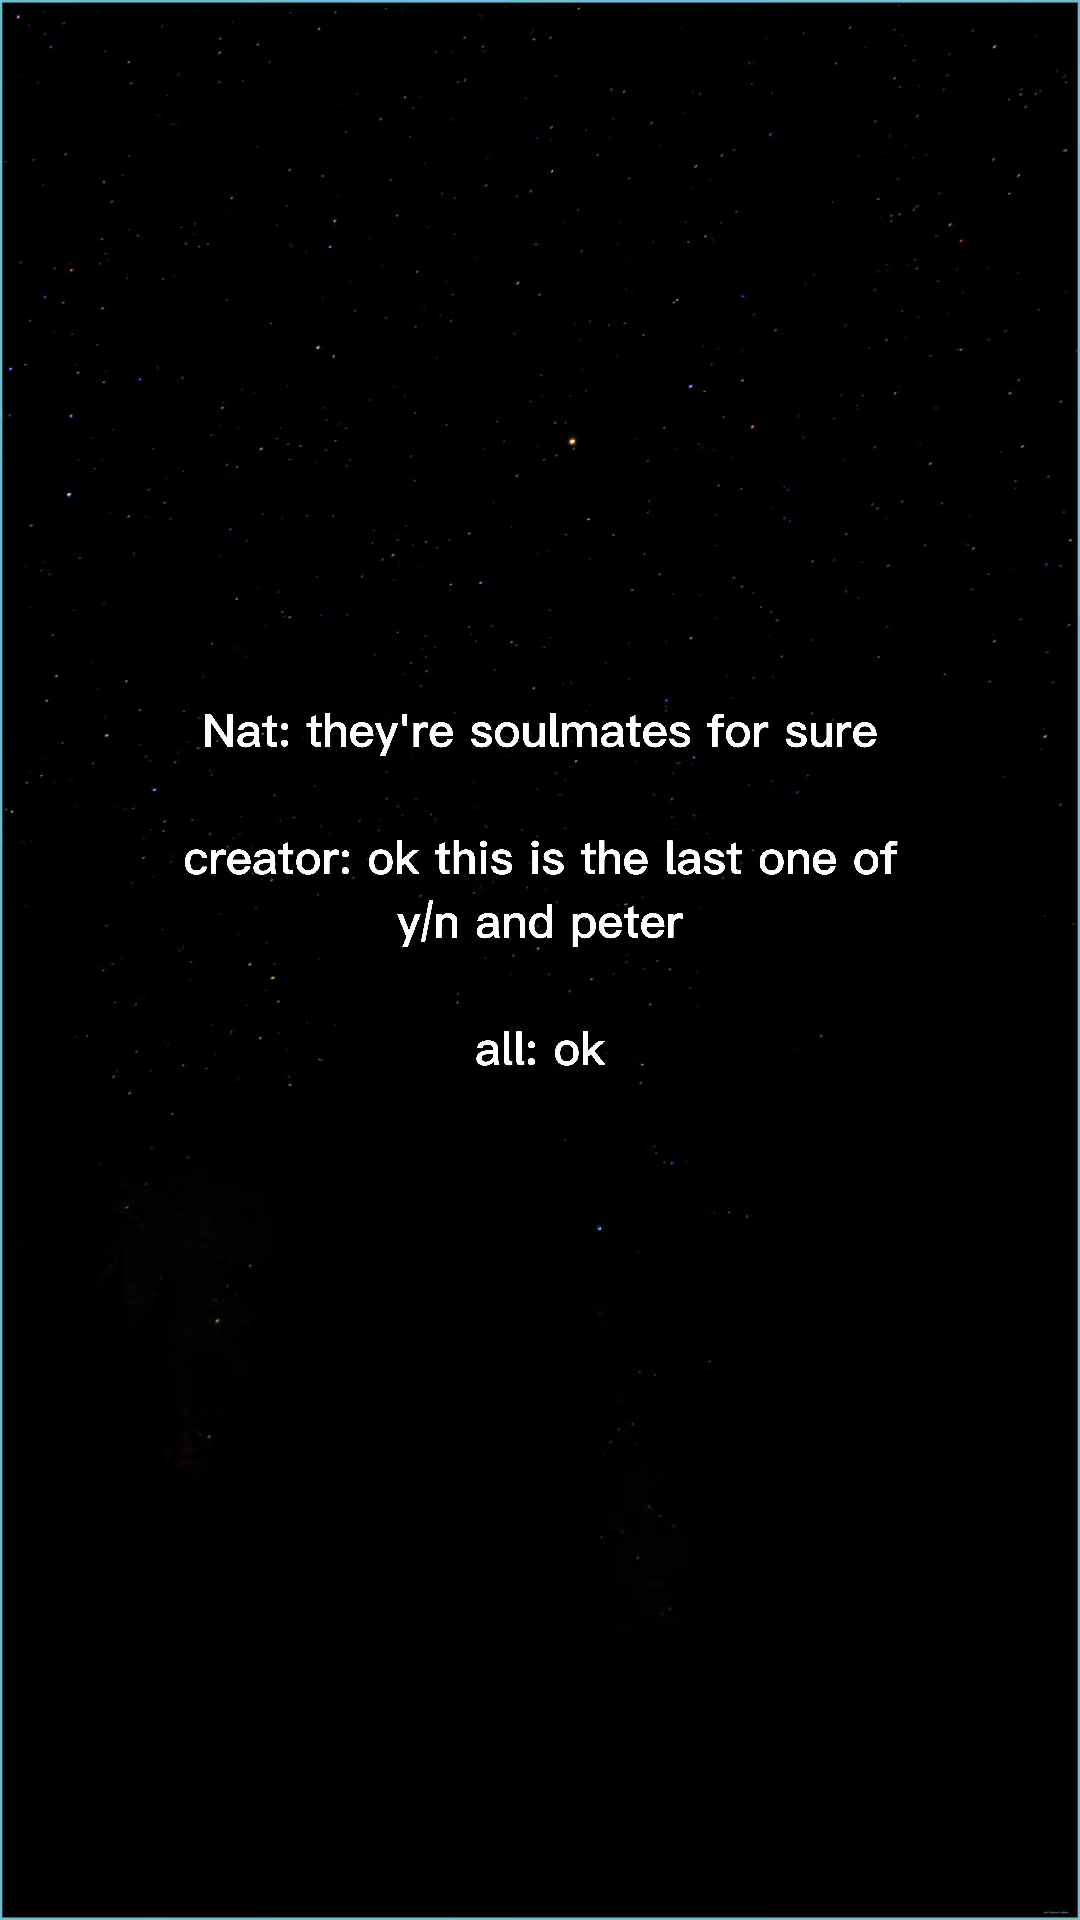 Nat: they're soulmates for sure
creator: ok this is the last one of
y/n and peter
all: ok